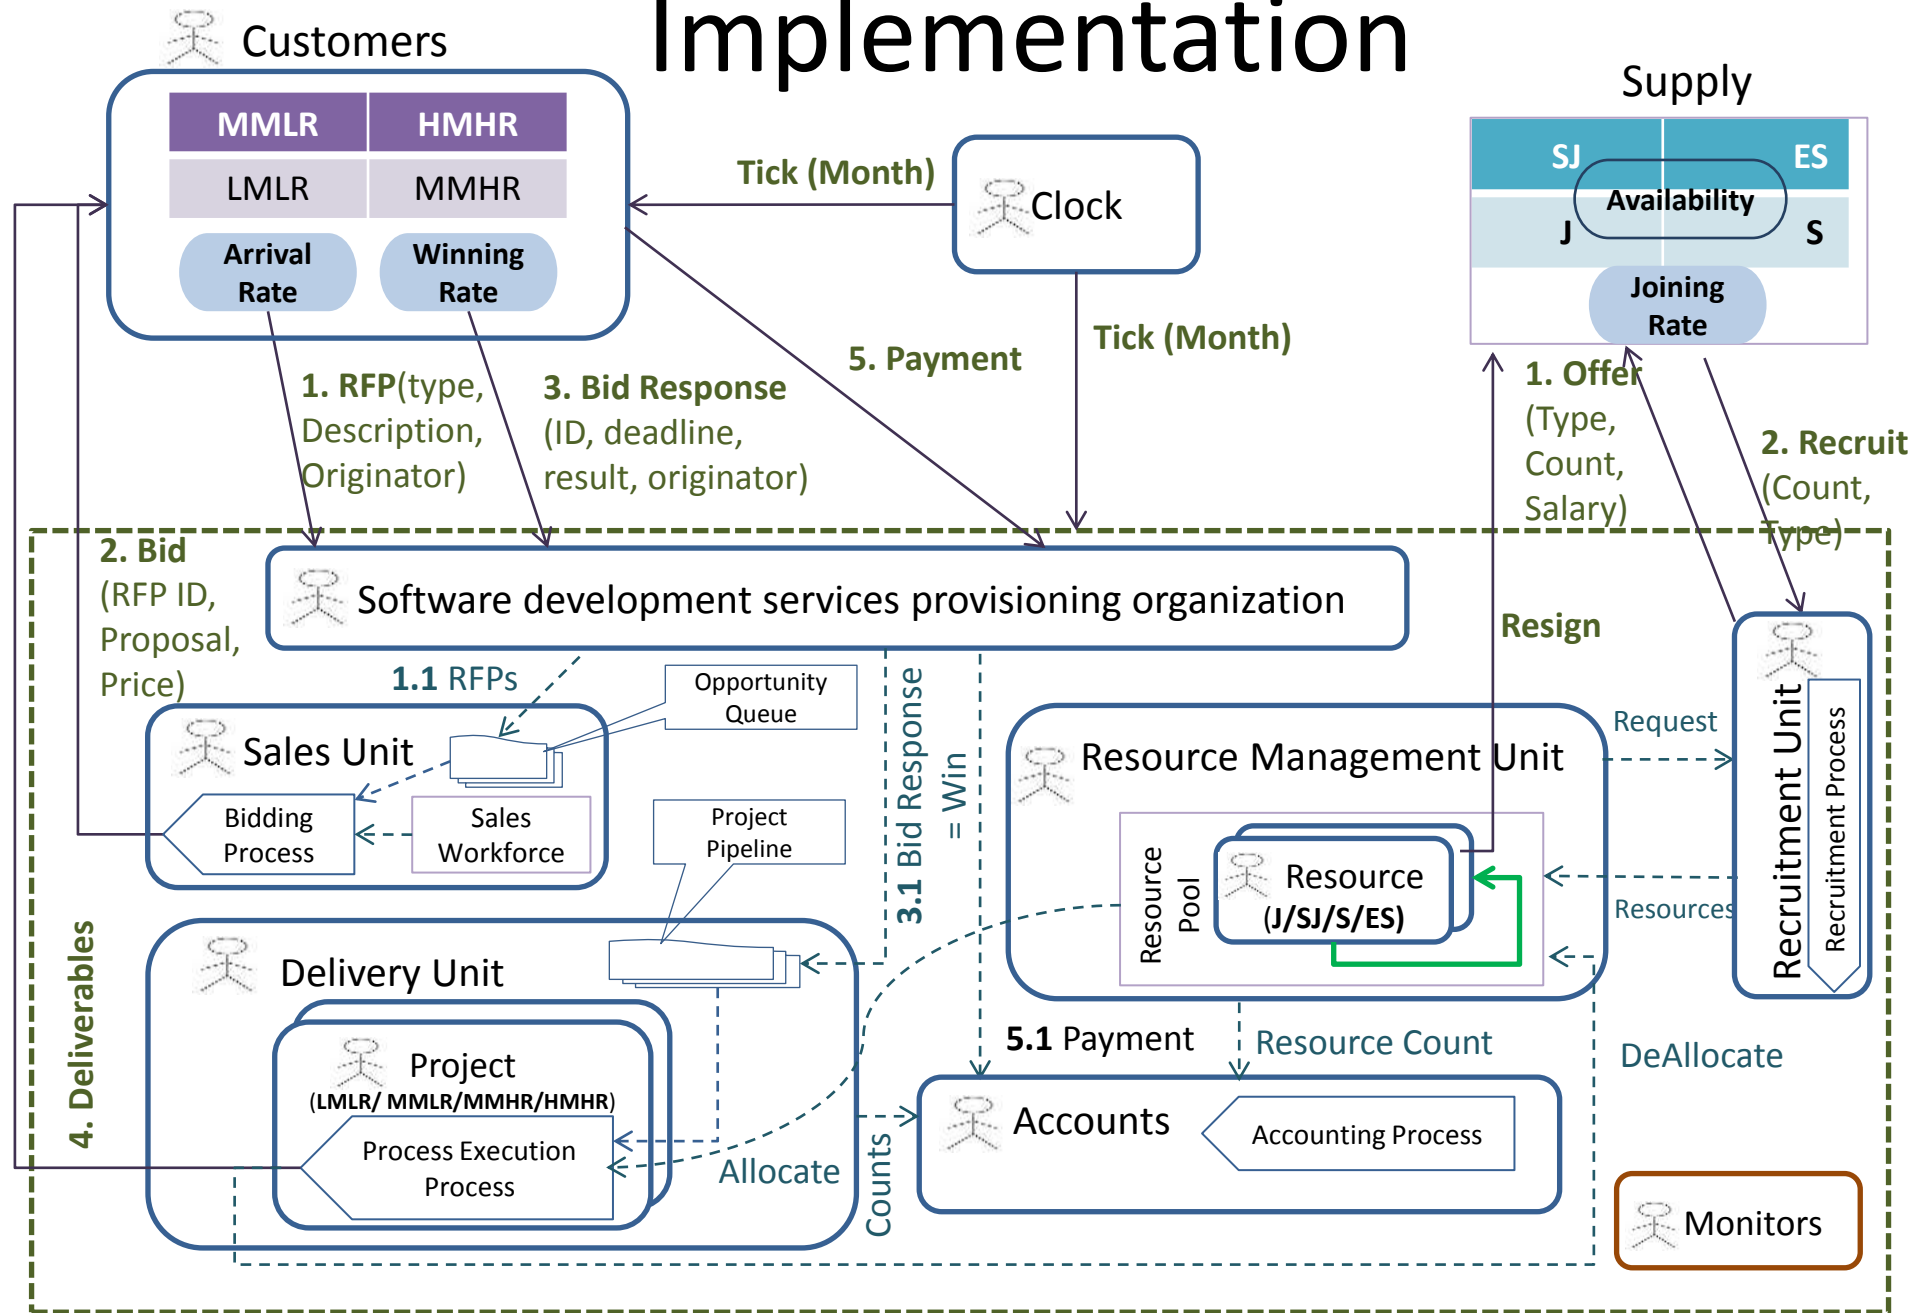 Implementation
Customers
MMLR HMHR
LMLR MMHR
Arrival
Rate
Winning
Rate
Tick (Month)
Clock
Tick (Month)
Supply
SJ ES
Availability
J S
Joining
Rate
1. RFP(type,
Description,
Originator)
3. Bid Response
(ID, deadline,
result, originator)
5. Payment
1. Offer
(Type,
Count,
Salary)
2. Recruit
(Count,
Type)
2. Bid
(RFP ID,
Proposal,
Price)
Software development services provisioning organization
Resign
1.1 RFPs
Opportunity
Queue
Sales Unit
Bidding
Process
Sales
Workforce
Project
Pipeline
3.1 Bid Response
= Win
Resource Management Unit
Resource
Pool
Resource
(J/SJ/S/ES)
Request
Resources
Recruitment Unit
Recruitment Process
4. Deliverables
Delivery Unit
Project
(LMLR/ MMLR/MMHR/HMHR)
Process Execution
Process
Allocate
Counts
5.1 Payment
Resource Count
DeAllocate
Accounts
Accounting Process
Monitors